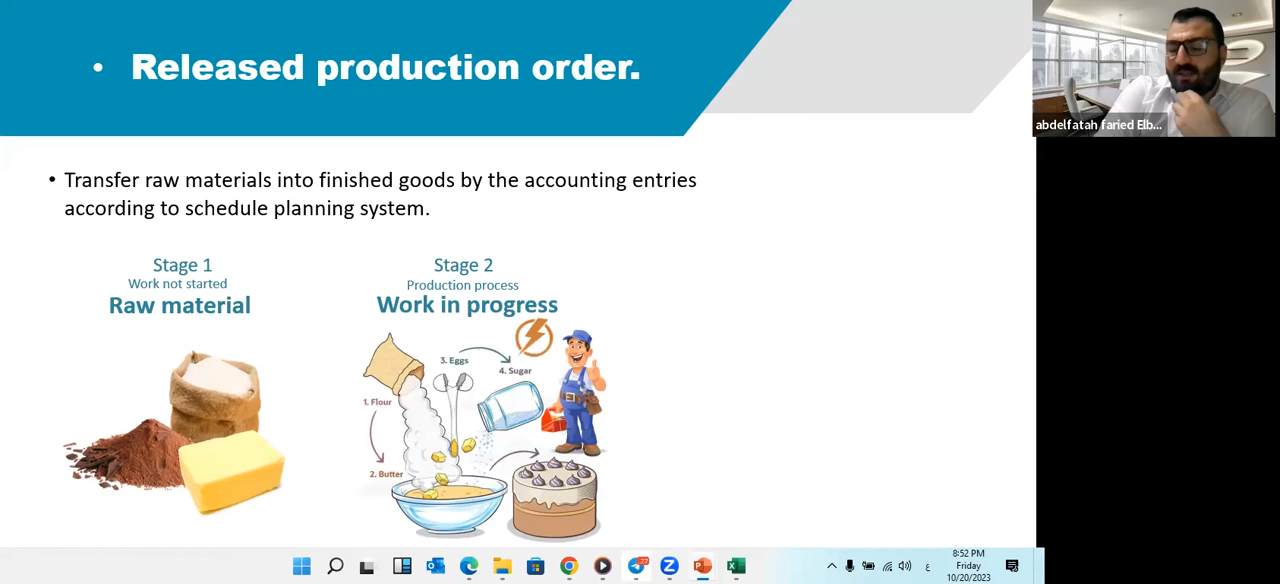 • Released production order.
abdelfatah faried Elb...
• Transfer raw materials into finished goods by the accounting entries
according to schedule planning system.
Stage 1
Work not started
Raw material
Stage 2
Production process
Work in progress
3. Eggs
4. Sugar
1. Flour
2. Butter
8:52 PM
Friday
10/20/2023
ع